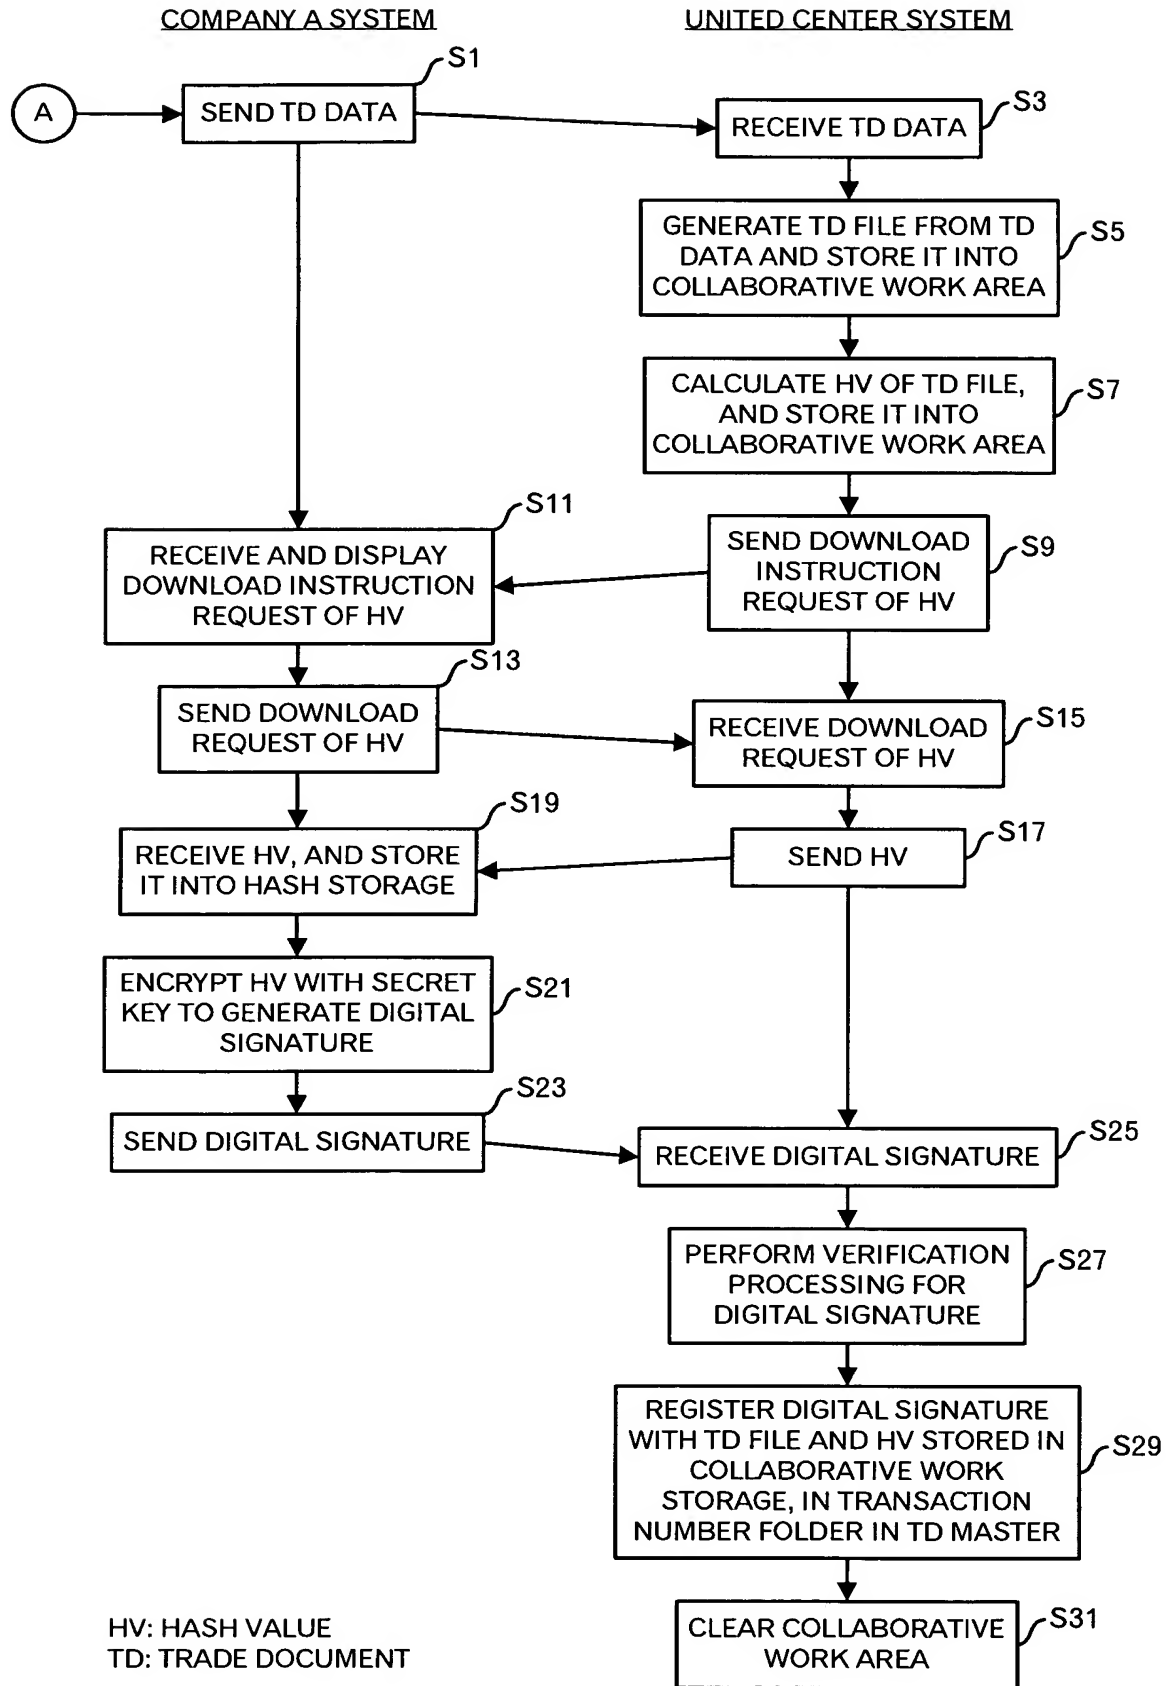 COMPANY A SYSTEM
UNITED CENTER SYSTEM
A
S1
SEND TD DATA
S3
RECEIVE TD DATA
S5
GENERATE TD FILE FROM TD
DATA AND STORE IT INTO
COLLABORATIVE WORK AREA
S7
CALCULATE HV OF TD FILE,
AND STORE IT INTO
COLLABORATIVE WORK AREA
S11
RECEIVE AND DISPLAY
DOWNLOAD INSTRUCTION
REQUEST OF HV
S9
SEND DOWNLOAD
INSTRUCTION
REQUEST OF HV
S13
SEND DOWNLOAD
REQUEST OF HV
S15
RECEIVE DOWNLOAD
REQUEST OF HV
S19
RECEIVE HV, AND STORE
IT INTO HASH STORAGE
S17
SEND HV
S21
ENCRYPT HV WITH SECRET
KEY TO GENERATE DIGITAL
SIGNATURE
S23
SEND DIGITAL SIGNATURE
S25
RECEIVE DIGITAL SIGNATURE
S27
PERFORM VERIFICATION
PROCESSING FOR
DIGITAL SIGNATURE
S29
REGISTER DIGITAL SIGNATURE
WITH TD FILE AND HV STORED IN
COLLABORATIVE WORK
STORAGE, IN TRANSACTION
NUMBER FOLDER IN TD MASTER
S31
CLEAR COLLABORATIVE
WORK AREA
HV: HASH VALUE
TD: TRADE DOCUMENT